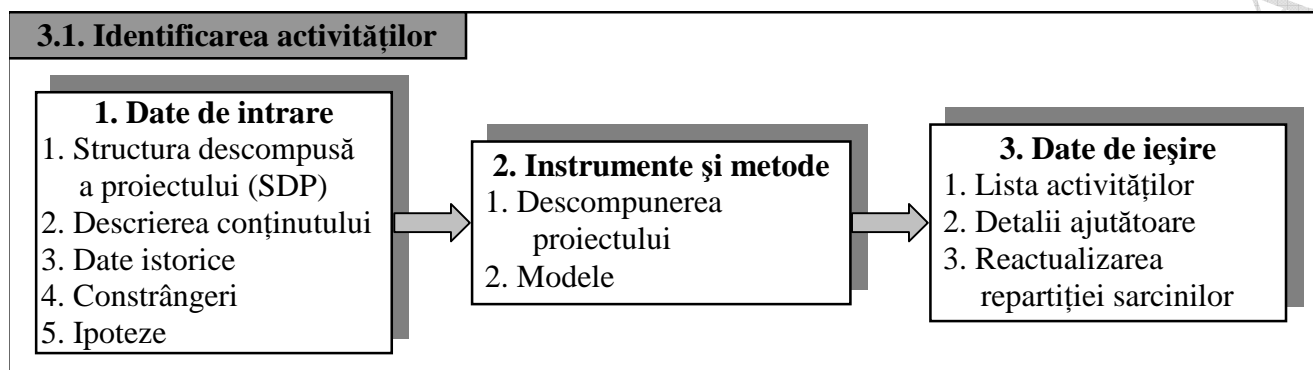 3.1. Identificarea activităților
1. Date de intrare
1. Structura descompusă
a proiectului (SDP)
2. Descrierea conținutului
3. Date istorice
4. Constrângeri
5. Ipoteze
2. Instrumente şi metode
1. Descompunerea
proiectului
2. Modele
3. Date de ieşire
1. Lista activităților
2. Detalii ajutătoare
3. Reactualizarea
repartiției sarcinilor